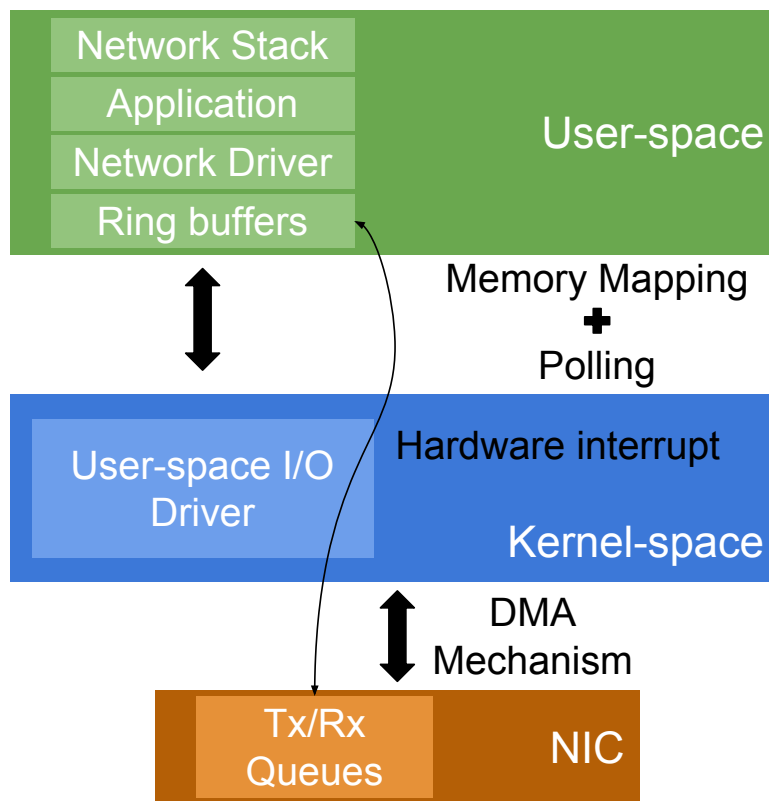 Network Stack
Application
Network Driver
Ring buffers
User-space
Memory Mapping
+
Polling
User-space I/O
Driver
Hardware interrupt
Kernel-space
DMA
Mechanism
Tx/Rx
Queues
NIC